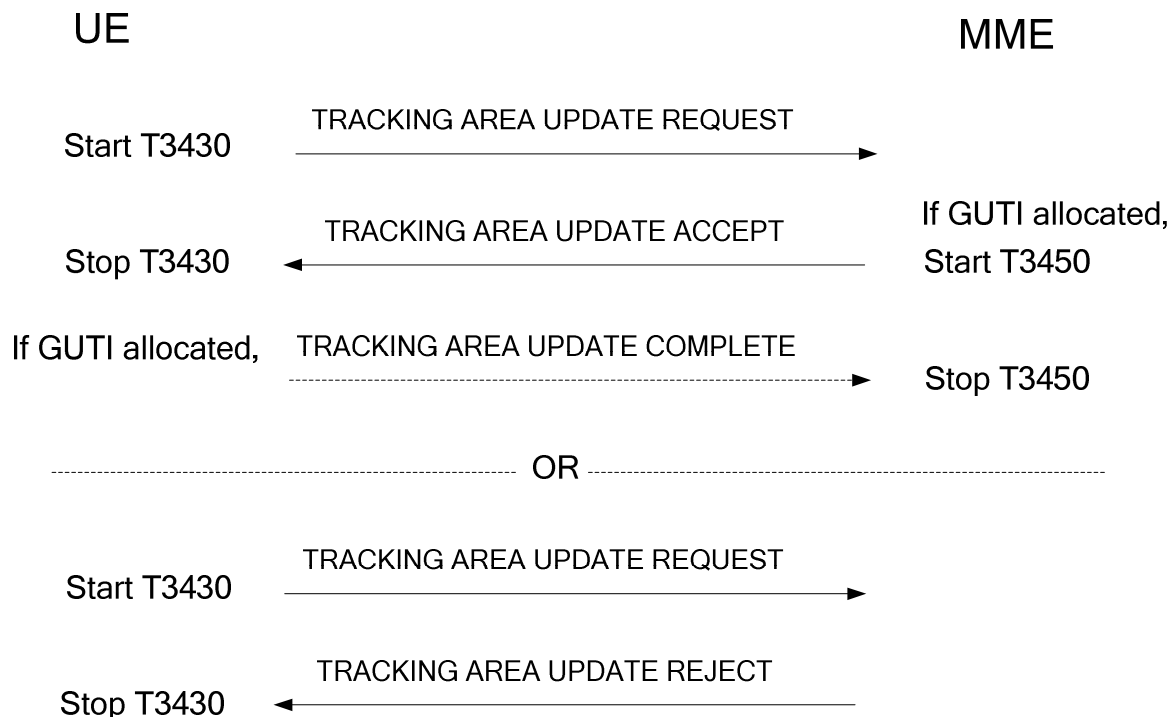 UE
MME
TRACKING AREA UPDATE REQUEST
Start T3430
If GUTI allocated,
TRACKING AREA UPDATE ACCEPT
Stop T3430
Start T3450
If GUTI allocated,
TRACKING AREA UPDATE COMPLETE
Stop T3450
OR
TRACKING AREA UPDATE REQUEST
Start T3430
TRACKING AREA UPDATE REJECT
Stop T3430